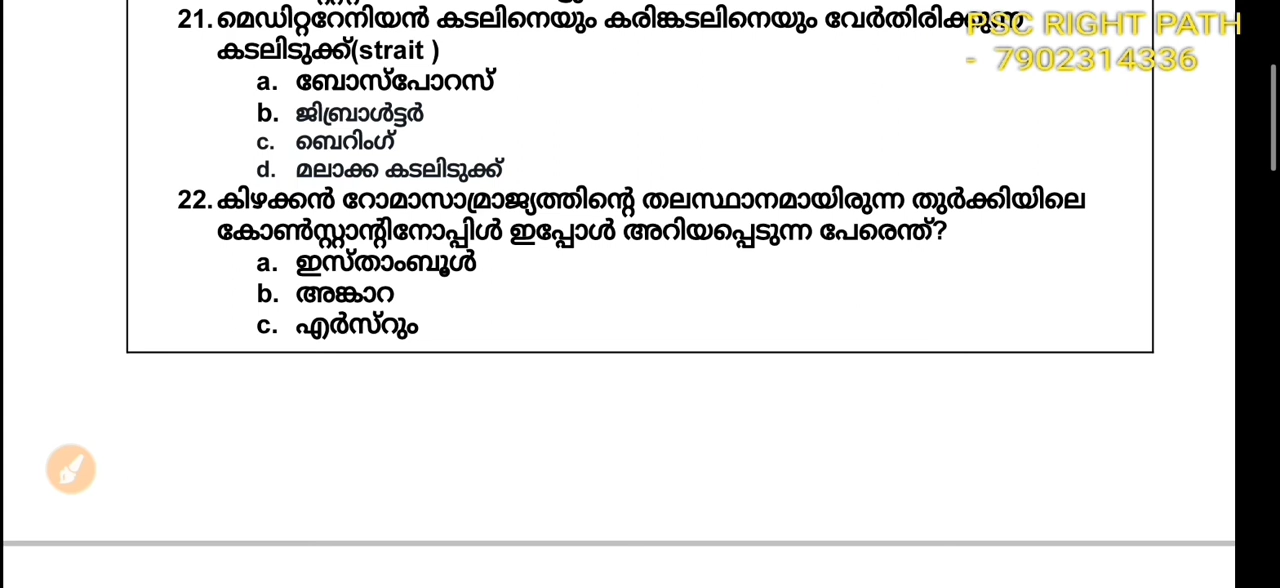 21. മെഡിറ്ററേനിയൻ കടലിനെയും കരിങ്കടലിനെയും വേർതിരിക്കുന്ന
കടലിടുക്ക്(strait )
a. ബോസ്പോറസ്
b. ജിബ്രാൾട്ടർ
c. ബെറിംഗ്
d. മലാക്ക കടലിടുക്ക്
22. കിഴക്കൻ റോമാസാമ്രാജ്യത്തിന്റെ തലസ്ഥാനമായിരുന്ന തുർക്കിയിലെ
കോൺസ്റ്റാന്റിനോപ്പിൾ ഇപ്പോൾ അറിയപ്പെടുന്ന പേരെന്ത്?
a. ഇസ്താംബൂൾ
b. അങ്കാറ
c. എർസ്റും
PSC RIGHT PATH
- 7902314336